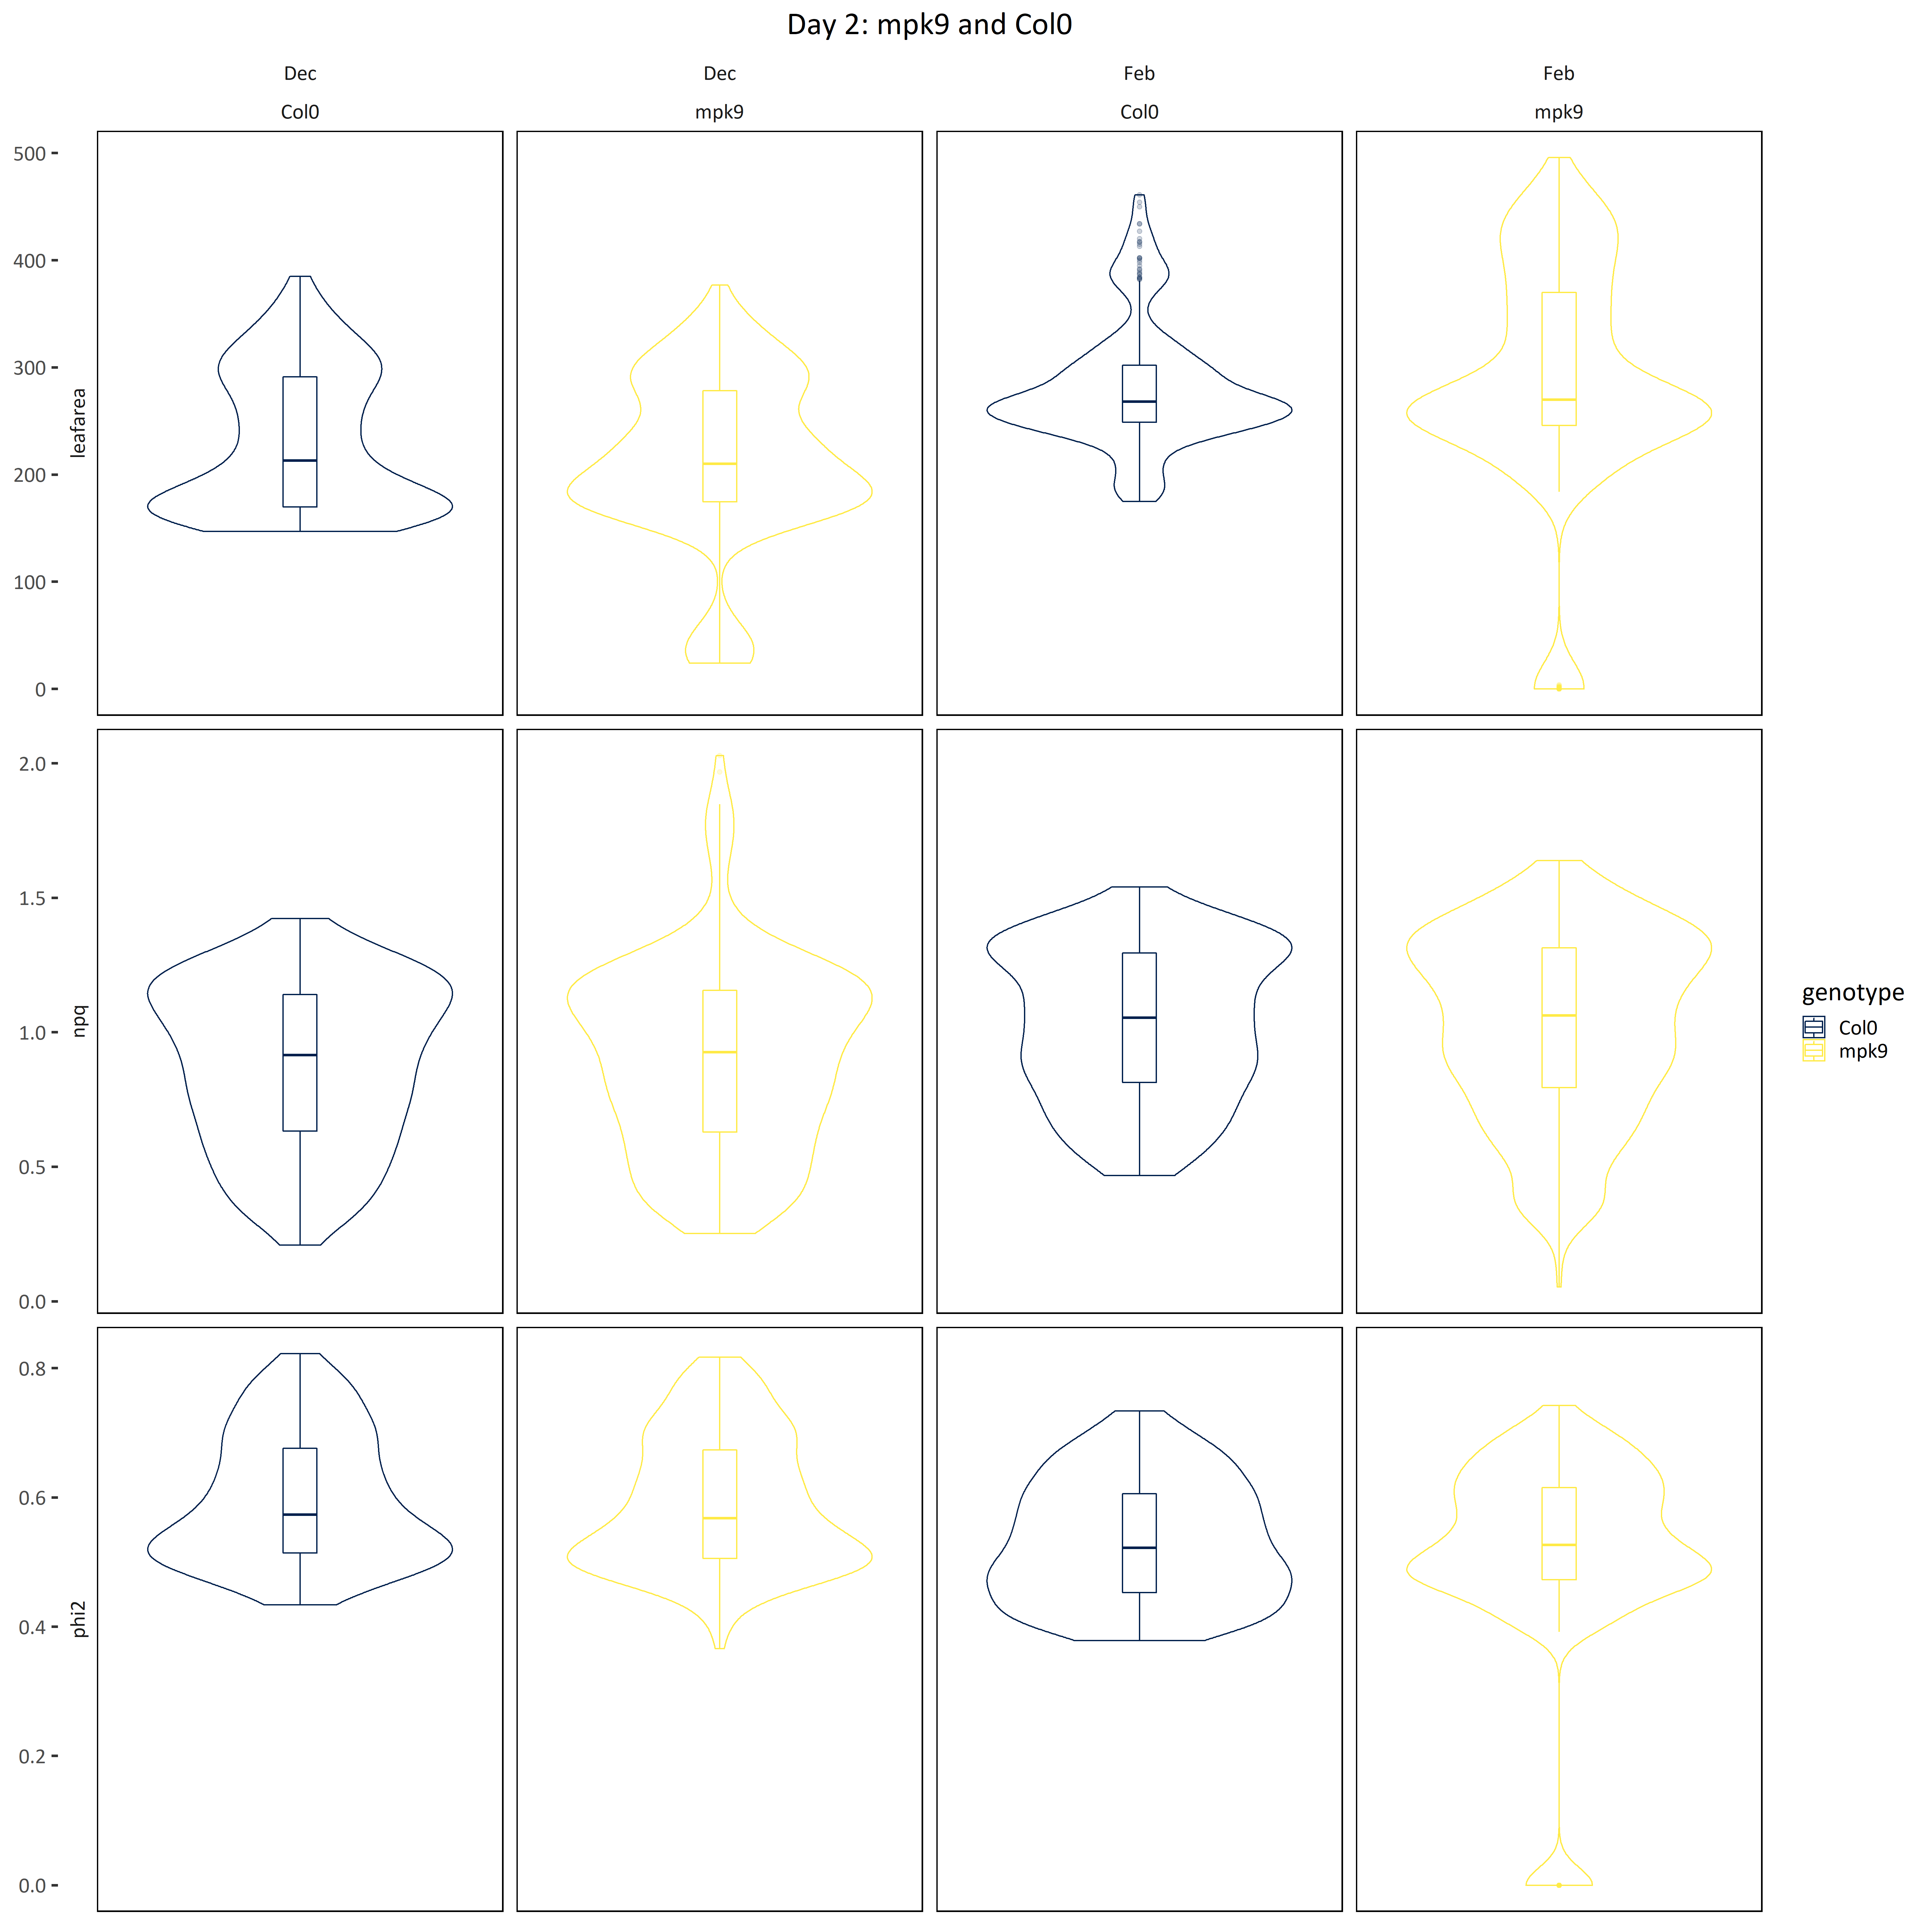 Day 2: mpk9 and Col0
Dec Dec Feb Feb
Col0 mpk9 Col0 mpk9
500
400
300
200
100
0
leafarea
2.0
1.5
1.0
0.5
0.0
npq
0.8
0.6
0.4
0.2
0.0
phi2
genotype
Col0
mpk9